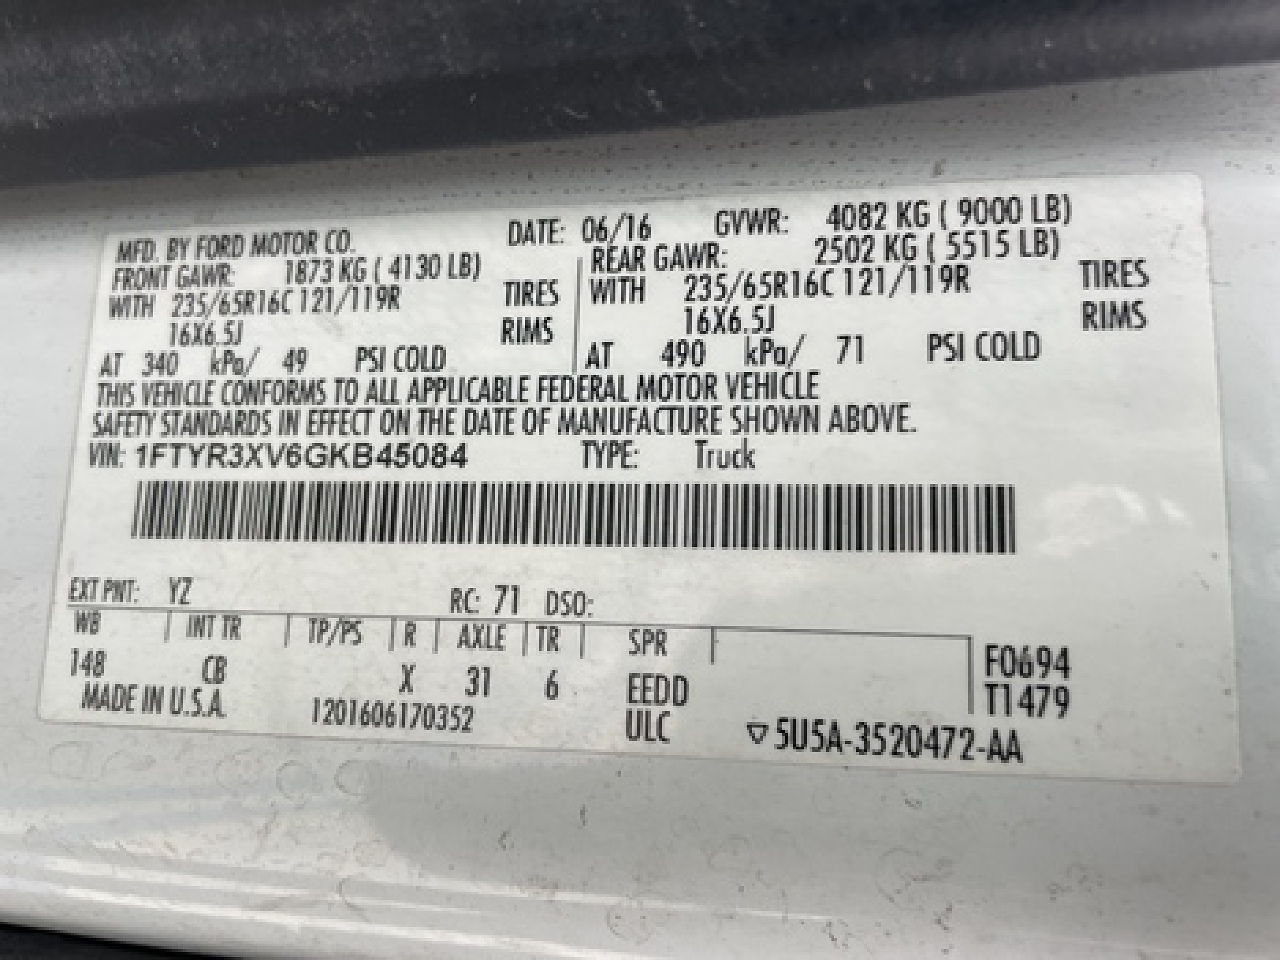 MFD. BY FORD MOTOR CO. DATE: 06/16 GVWR: 4082 KG ( 9000 LB)
FRONT GAWR: 1873 KG ( 4130 LB) REAR GAWR: 2502 KG ( 5515 LB)
WITH 235/65R16C 121/119R TIRES WITH 235/65R16C 121/119R TIRES
16X6.5J RIMS 16X6.5J RIMS
AT 340 kPa/ 49 PSI COLD AT 490 kPa/ 71 PSI COLD
THIS VEHICLE CONFORMS TO ALL APPLICABLE FEDERAL MOTOR VEHICLE
SAFETY STANDARDS IN EFFECT ON THE DATE OF MANUFACTURE SHOWN ABOVE.
VIN: 1FTYR3XV6GKB45084 TYPE: Truck
EXT PNT: YZ RC: 71 DSO:
WB INT TR TP/PS R AXLE TR SPR F0694
148 CB X 31 6 EEDD T1479
MADE IN U.S.A. 1201606170352 ULC ▽ 5U5A-3520472-AA